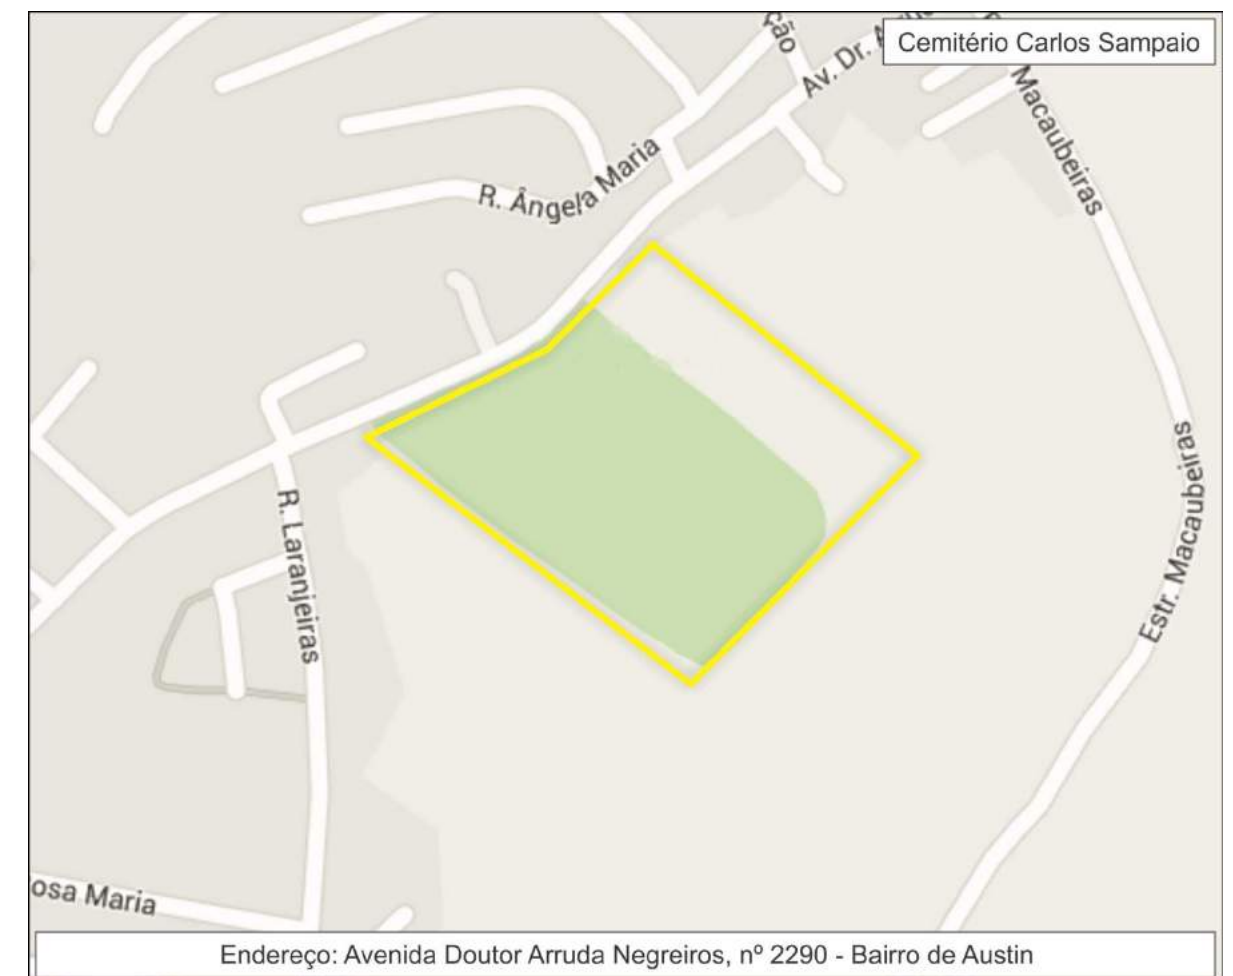 Cemitério Carlos Sampaio
ção
Av. Dr.
Macaubeiras
R. Ângela Maria
Estr. Macaubeiras
R. Laranjeiras
osa Maria
Endereço: Avenida Doutor Arruda Negreiros, nº 2290 - Bairro de Austin